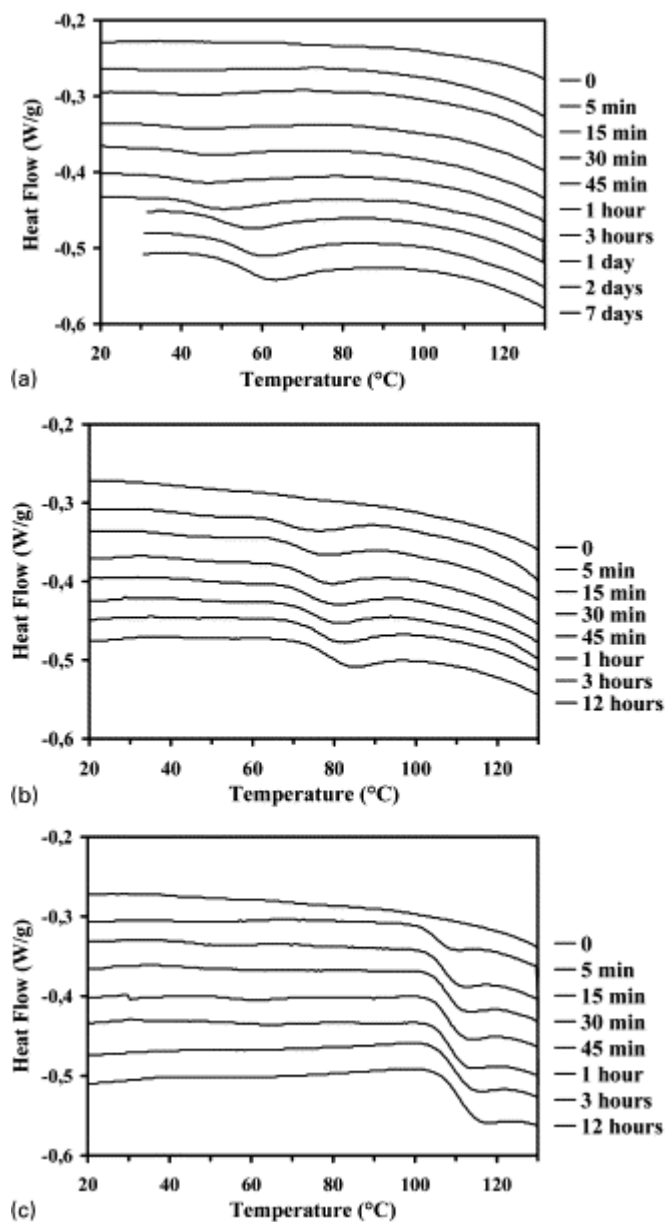 -0,2
-0,3
-0,4
-0,5
-0,6
Heat Flow (W/g)
20 40 60 80 100 120
Temperature (°C)
0
5 min
15 min
30 min
45 min
1 hour
3 hours
1 day
2 days
7 days
(a)
-0,2
-0,3
-0,4
-0,5
-0,6
Heat Flow (W/g)
20 40 60 80 100 120
Temperature (°C)
0
5 min
15 min
30 min
45 min
1 hour
3 hours
12 hours
(b)
-0,2
-0,3
-0,4
-0,5
-0,6
Heat Flow (W/g)
20 40 60 80 100 120
Temperature (°C)
0
5 min
15 min
30 min
45 min
1 hour
3 hours
12 hours
(c)